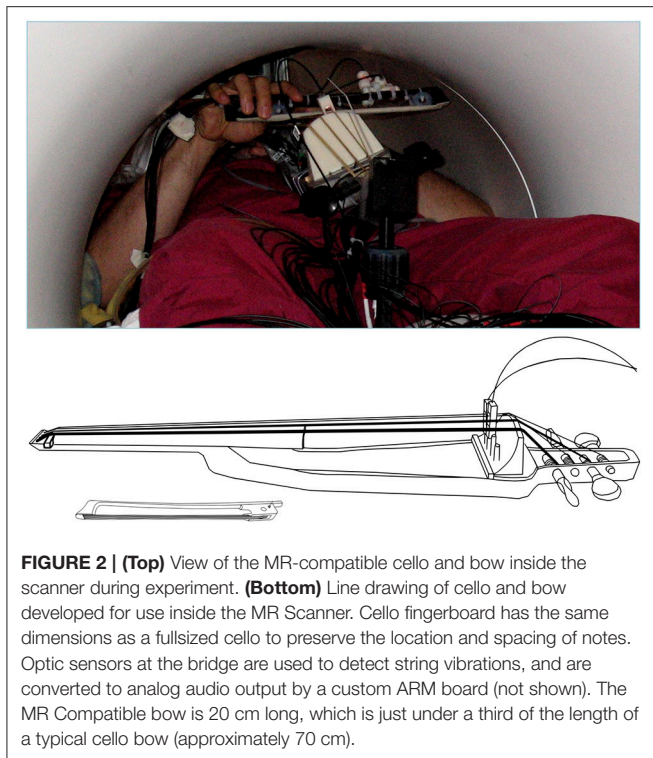 FIGURE 2 | (Top) View of the MR-compatible cello and bow inside the
scanner during experiment. (Bottom) Line drawing of cello and bow
developed for use inside the MR Scanner. Cello fingerboard has the same
dimensions as a fullsized cello to preserve the location and spacing of notes.
Optic sensors at the bridge are used to detect string vibrations, and are
converted to analog audio output by a custom ARM board (not shown). The
MR Compatible bow is 20 cm long, which is just under a third of the length of
a typical cello bow (approximately 70 cm).